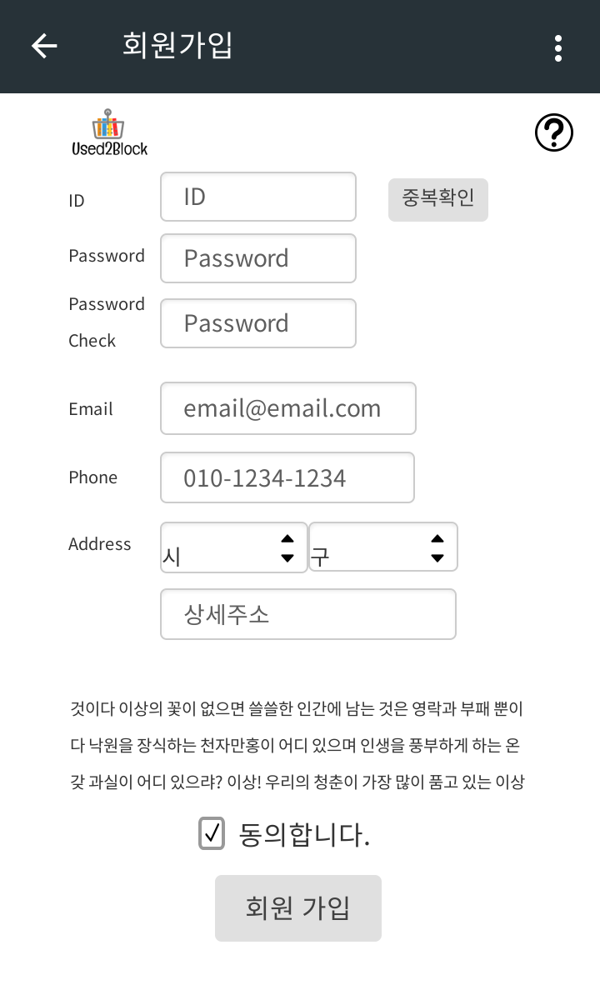 회원가입
Used2Block
ID
ID
중복확인
Password
Password
Password
Check
Password
Email
email@email.com
Phone
010-1234-1234
Address
시
구
상세주소
것이다 이상의 꽃이 없으면 쓸쓸한 인간에 남는 것은 영락과 부패 뿐이
다 낙원을 장식하는 천자만홍이 어디 있으며 인생을 풍부하게 하는 온
갖 과실이 어디 있으랴? 이상! 우리의 청춘이 가장 많이 품고 있는 이상
동의합니다.
회원 가입